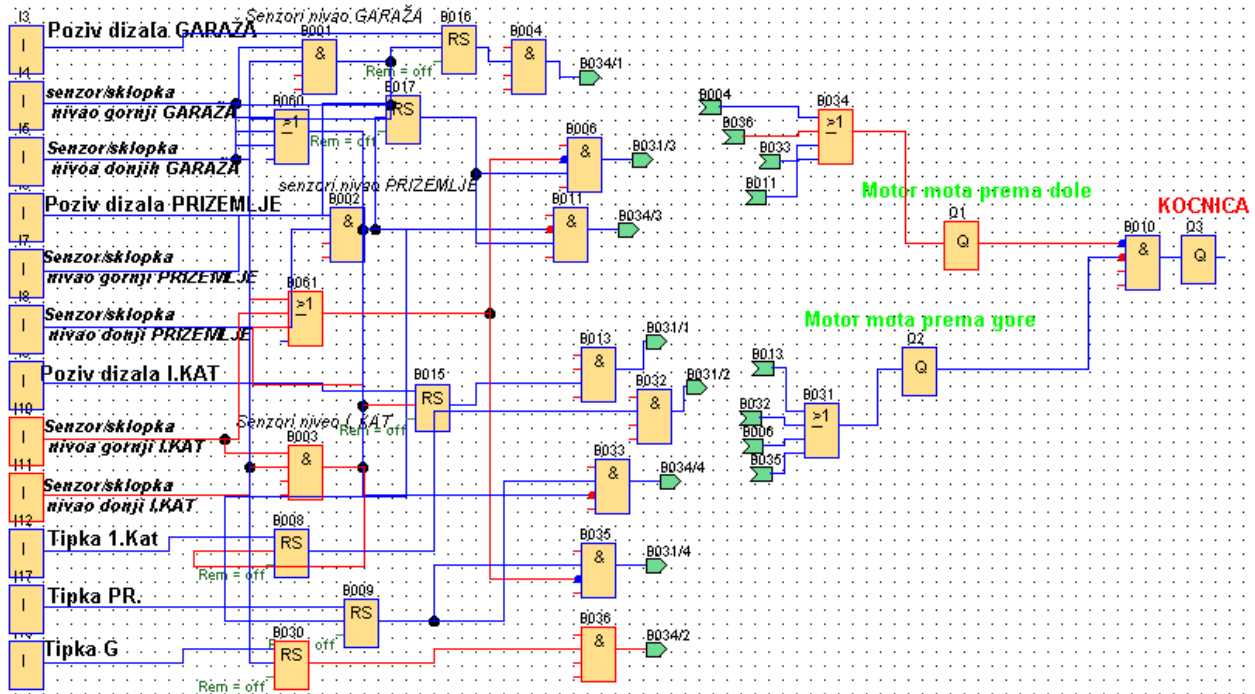 I3
I
Poziv dizala GARAŽA
Senzori nivao GARAŽA
B001
&
B016
RS
Rem = off
B004
&
B034/1
I4
I
senzor/sklopka
nivao gornji GARAŽA
B060
>1
B017
RS
Rem = off
I5
I
Senzor/sklopka
nivoa donjih GARAŽA
B006
&
B031/3
B004
B036
B033
B011
B034
>1
senzori nivao PRIZEMLJE
I
Poziv dizala PRIZEMLJE
B002
&
B011
&
B034/3
Motor mota prema dole
Q1
Q
KOCNICA
B010
&
Q3
Q
I7
I
Senzor/sklopka
nivao gornji PRIZEMLJE
B061
>1
I8
I
Senzor/sklopka
nivao donji PRIZEMLJE
Motor mota prema gore
Q2
Q
B013
&
B031/1
I
Poziv dizala I.KAT
B015
RS
Rem = off
B032
&
B031/2
B013
B032
B006
B035
B031
>1
I10
I
Senzor/sklopka
nivoa gornji I.KAT
Senzori niveo I. KAT
B003
&
B033
&
B034/4
I11
I
Senzor/sklopka
nivao donji I.KAT
I12
I
Tipka 1.Kat
B008
RS
Rem = off
B035
&
B031/4
I17
I
Tipka PR.
B009
RS
off
B036
&
B034/2
I
Tipka G
B030
RS
Rem = off